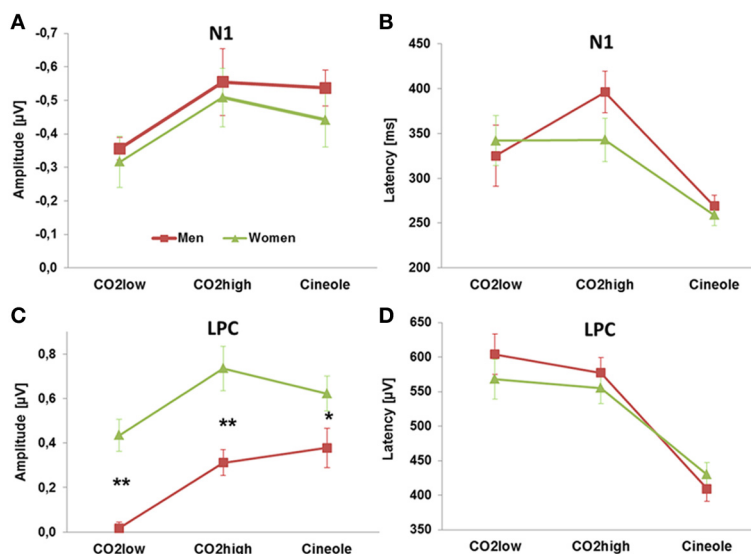 A
N1
Amplitude [µV]
-0,7
-0,6
-0,5
-0,4
-0,3
-0,2
-0,1
0,0
Men
Women
CO2low
CO2high
Cineole
B
N1
Latency [ms]
450
400
350
300
250
200
CO2low
CO2high
Cineole
C
LPC
Amplitude [µV]
0,8
0,6
0,4
0,2
0,0
**
**
*
CO2low
CO2high
Cineole
D
LPC
Latency [µV]
650
600
550
500
450
400
350
CO2low
CO2high
Cineole